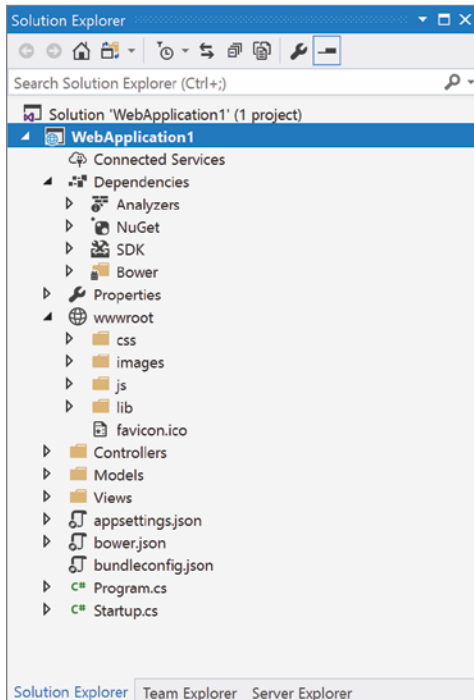 Solution Explorer
Search Solution Explorer (Ctrl+;)
Solution 'WebApplication1' (1 project)
WebApplication1
Connected Services
Dependencies
Analyzers
NuGet
SDK
Bower
Properties
wwwroot
css
images
js
lib
favicon.ico
Controllers
Models
Views
appsettings.json
bower.json
bundleconfig.json
C# Program.cs
C# Startup.cs
Solution Explorer Team Explorer Server Explorer